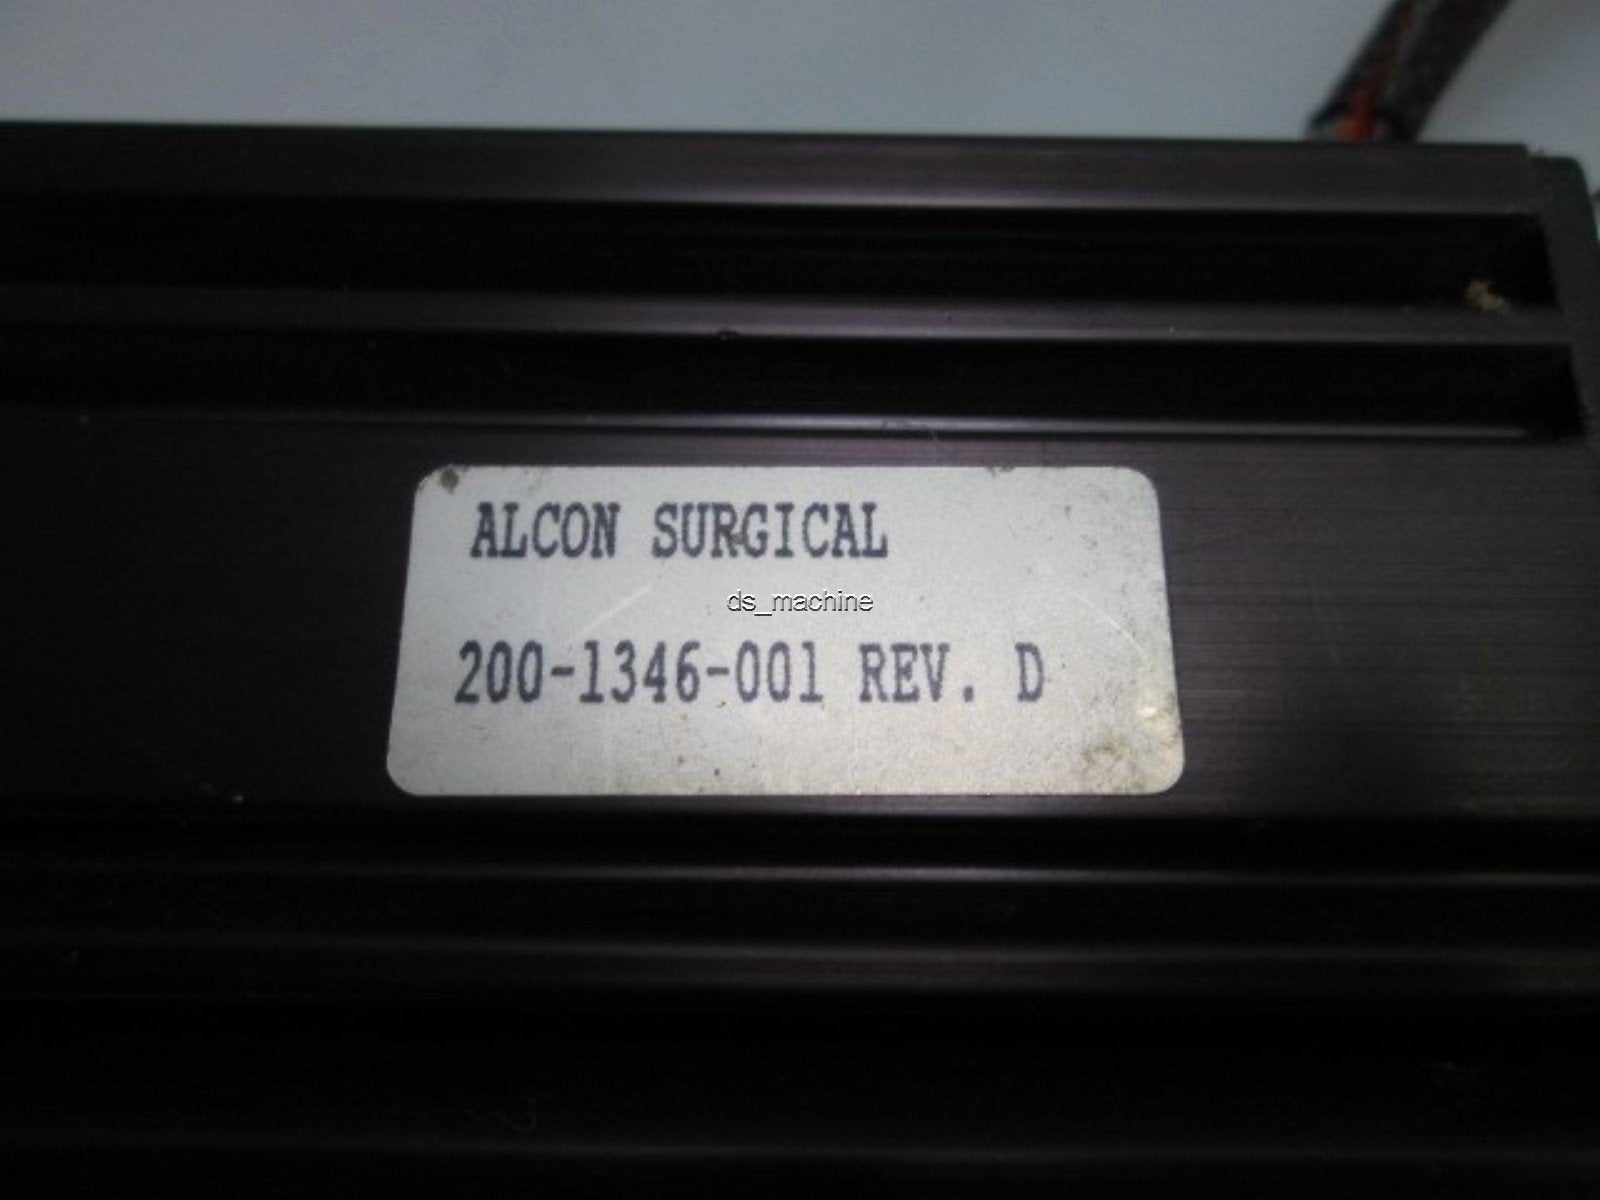 ALCON SURGICAL
ds_machine
200-1346-001 REV. D